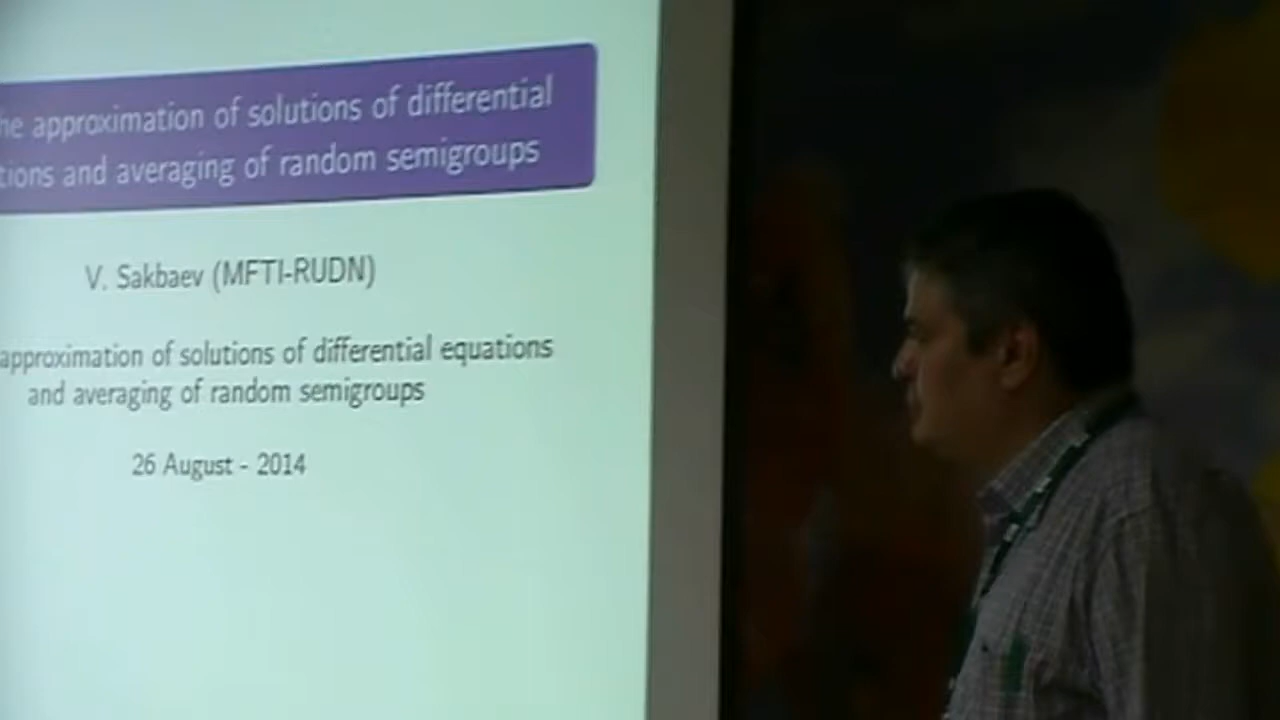 he approximation of solutions of differential
tions and averaging of random semigroups
V. Sakbaev (MFTI-RUDN)
approximation of solutions of differential equations
and averaging of random semigroups
26 August - 2014